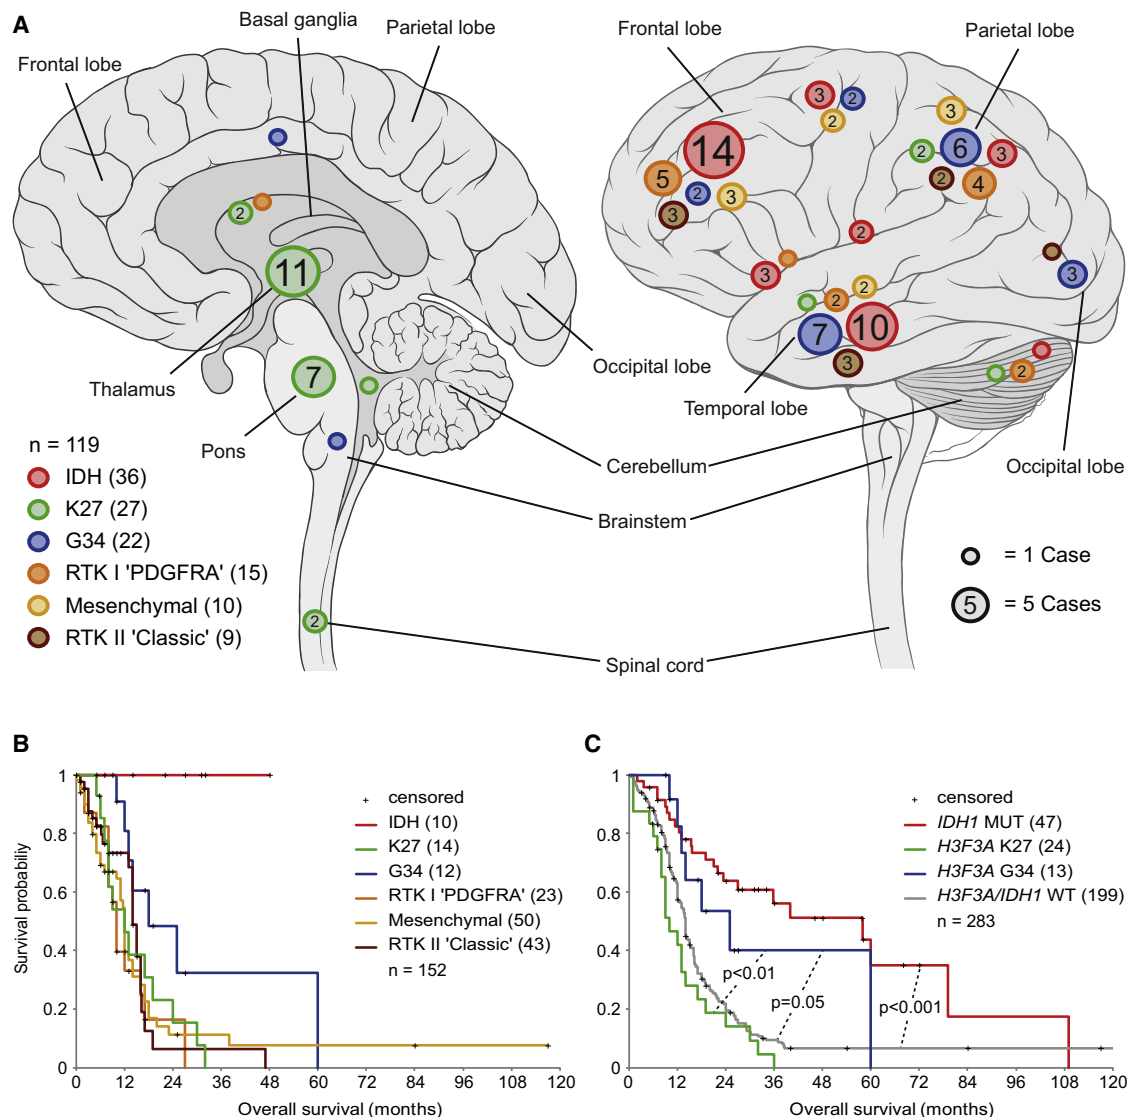 A
Basal ganglia
Parietal lobe
Frontal lobe
Frontal lobe
Parietal lobe
2
11
7
2
Thalamus
Pons
Occipital lobe
Cerebellum
Brainstem
Spinal cord
14
5
3
2
3
3
2
2
3
2
6
3
2
4
2
3
3
2
2
7
10
3
2
Temporal lobe
Occipital lobe
n = 119
IDH (36)
K27 (27)
G34 (22)
RTK I 'PDGFRA' (15)
Mesenchymal (10)
RTK II 'Classic' (9)
= 1 Case
5 = 5 Cases
B
Survival probability
1
0.8
0.6
0.4
0.2
0
0 12 24 36 48 60 72 84 96 108 120
Overall survival (months)
censored
IDH (10)
K27 (14)
G34 (12)
RTK I 'PDGFRA' (23)
Mesenchymal (50)
RTK II 'Classic' (43)
n = 152
C
1
0.8
0.6
0.4
0.2
0
0 12 24 36 48 60 72 84 96 108 120
Overall survival (months)
censored
IDH1 MUT (47)
H3F3A K27 (24)
H3F3A G34 (13)
H3F3A/IDH1 WT (199)
n = 283
p<0.01
p=0.05
p<0.001